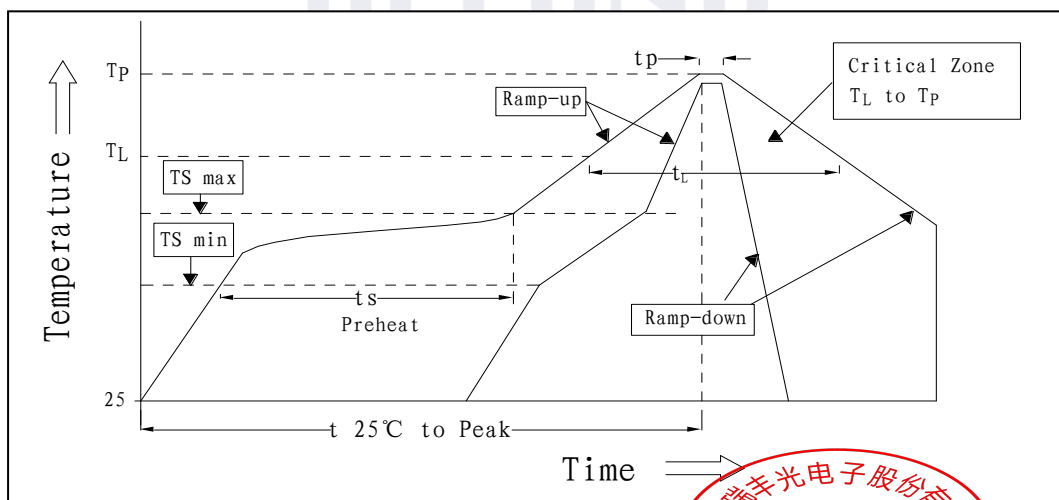 tp
Critical Zone
TL to TP
TP
Ramp-up
TL
tL
TS max
TS min
ts
Preheat
Ramp-down
Temperature
25
t 25℃ to Peak
Time
丰光电子股份有